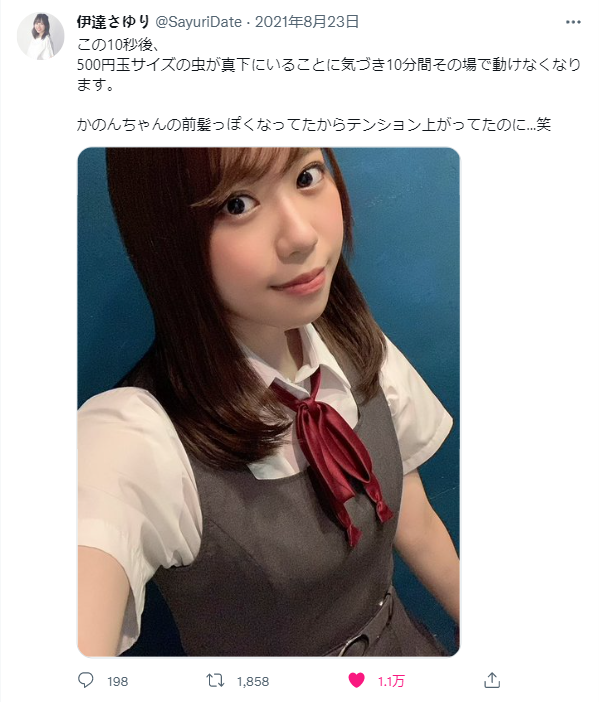 伊達さゆり @SayuriDate · 2021年8月23日
この10秒後、
500円玉サイズの虫が真下にいることに気づき10分間その場で動けなくなり
ます。
かのんちゃんの前髪っぽくなってたからテンション上がってたのに...笑
198 1,858 1.1万